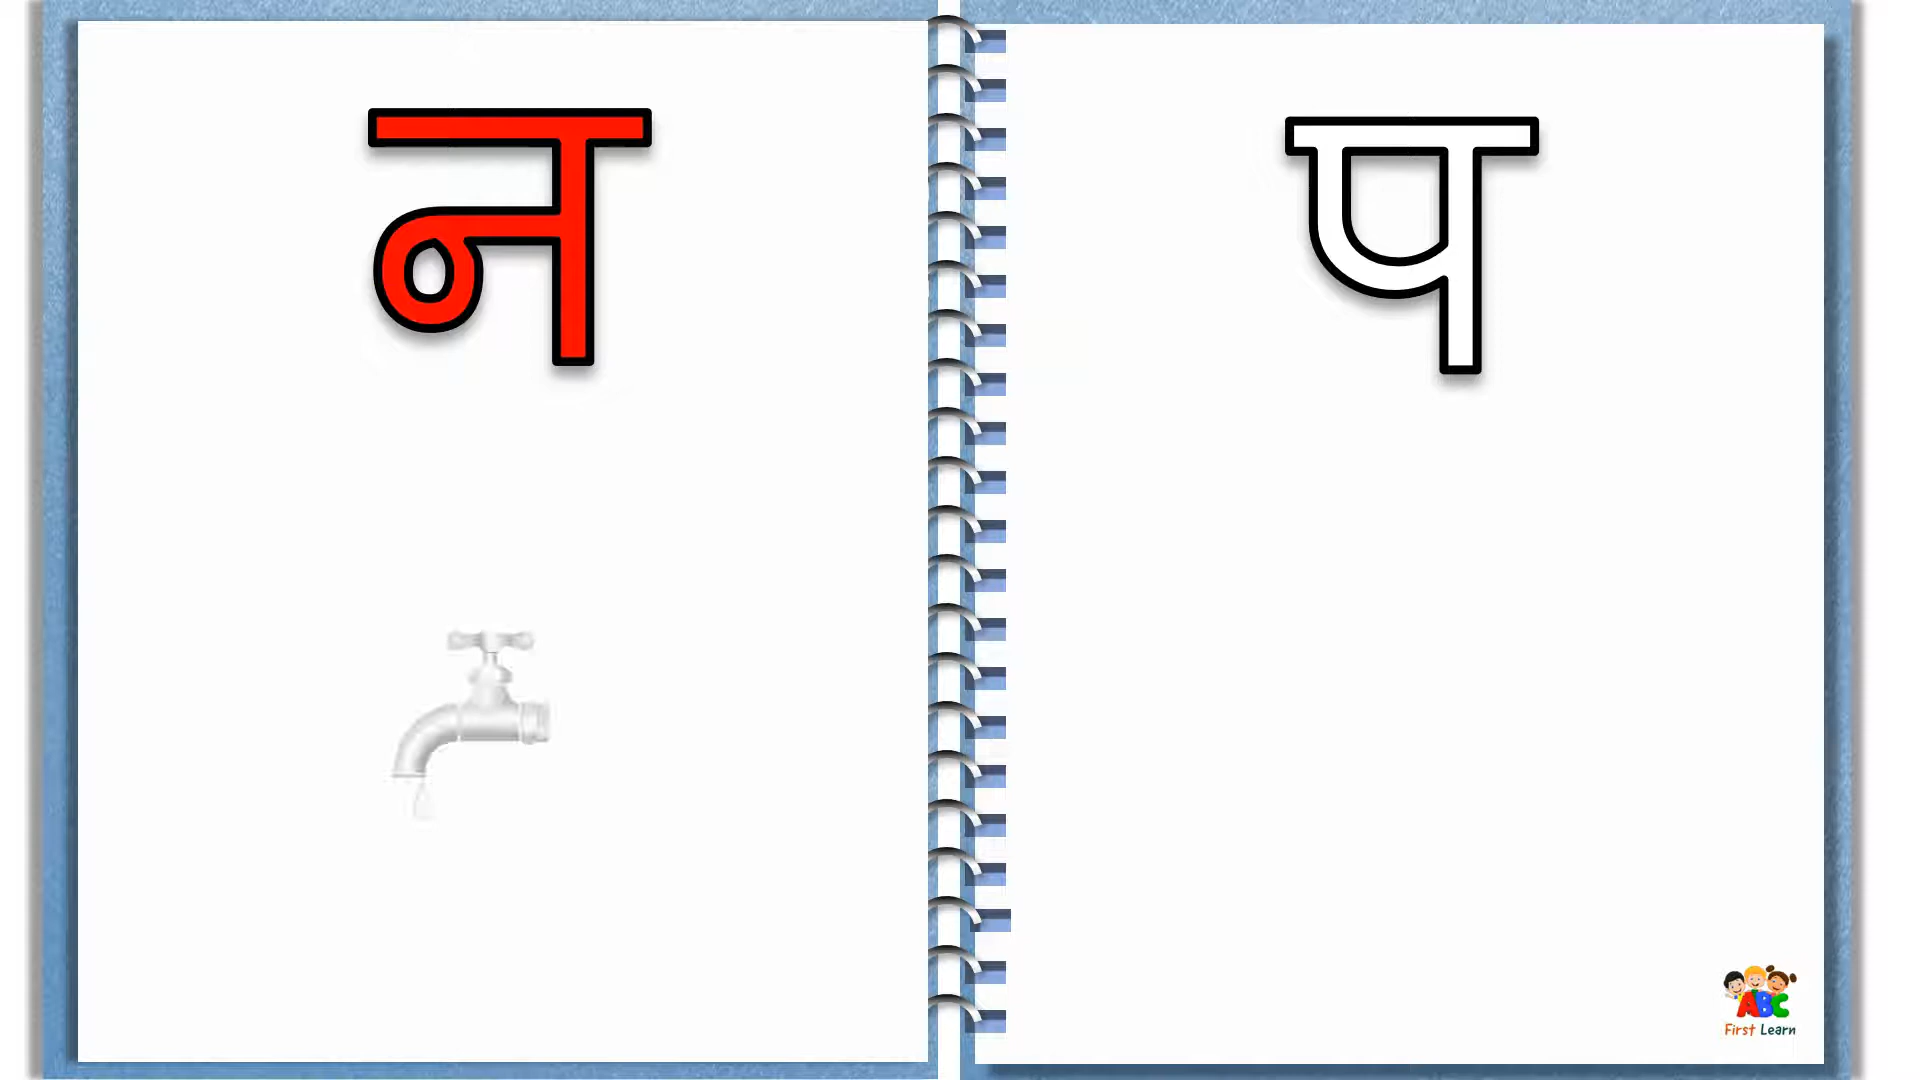 न
प
ABC
First Learn